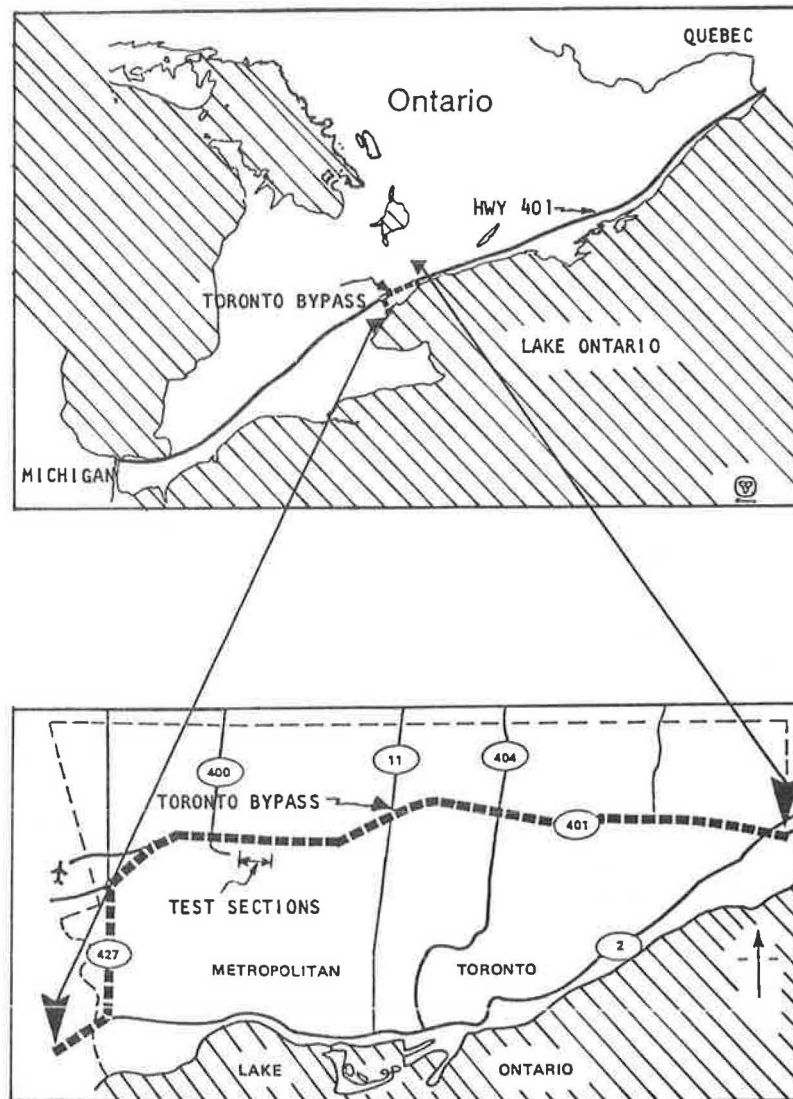 QUEBEC
Ontario
HWY 401
TORONTO BYPASS
LAKE ONTARIO
MICHIGAN
400
11
404
TORONTO BYPASS
401
TEST SECTIONS
427
2
METROPOLITAN TORONTO
LAKE ONTARIO